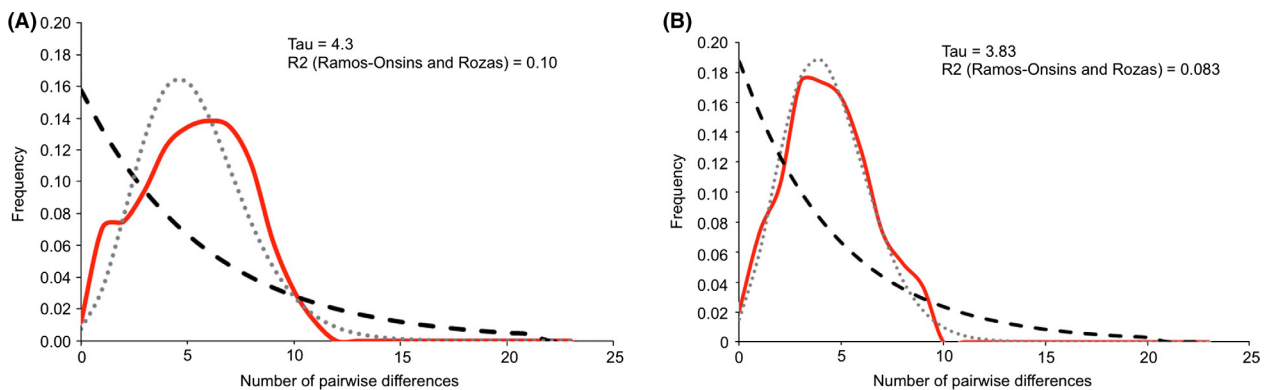 (A)
0.20
0.18
0.16
0.14
0.12
0.10
0.08
0.06
0.04
0.02
0.00
Frequency
Tau = 4.3
R2 (Ramos-Onsins and Rozas) = 0.10
0 5 10 15 20 25
Number of pairwise differences
(B)
0.20
0.18
0.16
0.14
0.12
0.10
0.08
0.06
0.04
0.02
0
Frequency
Tau = 3.83
R2 (Ramos-Onsins and Rozas) = 0.083
0 5 10 15 20 25
Number of pairwise differences